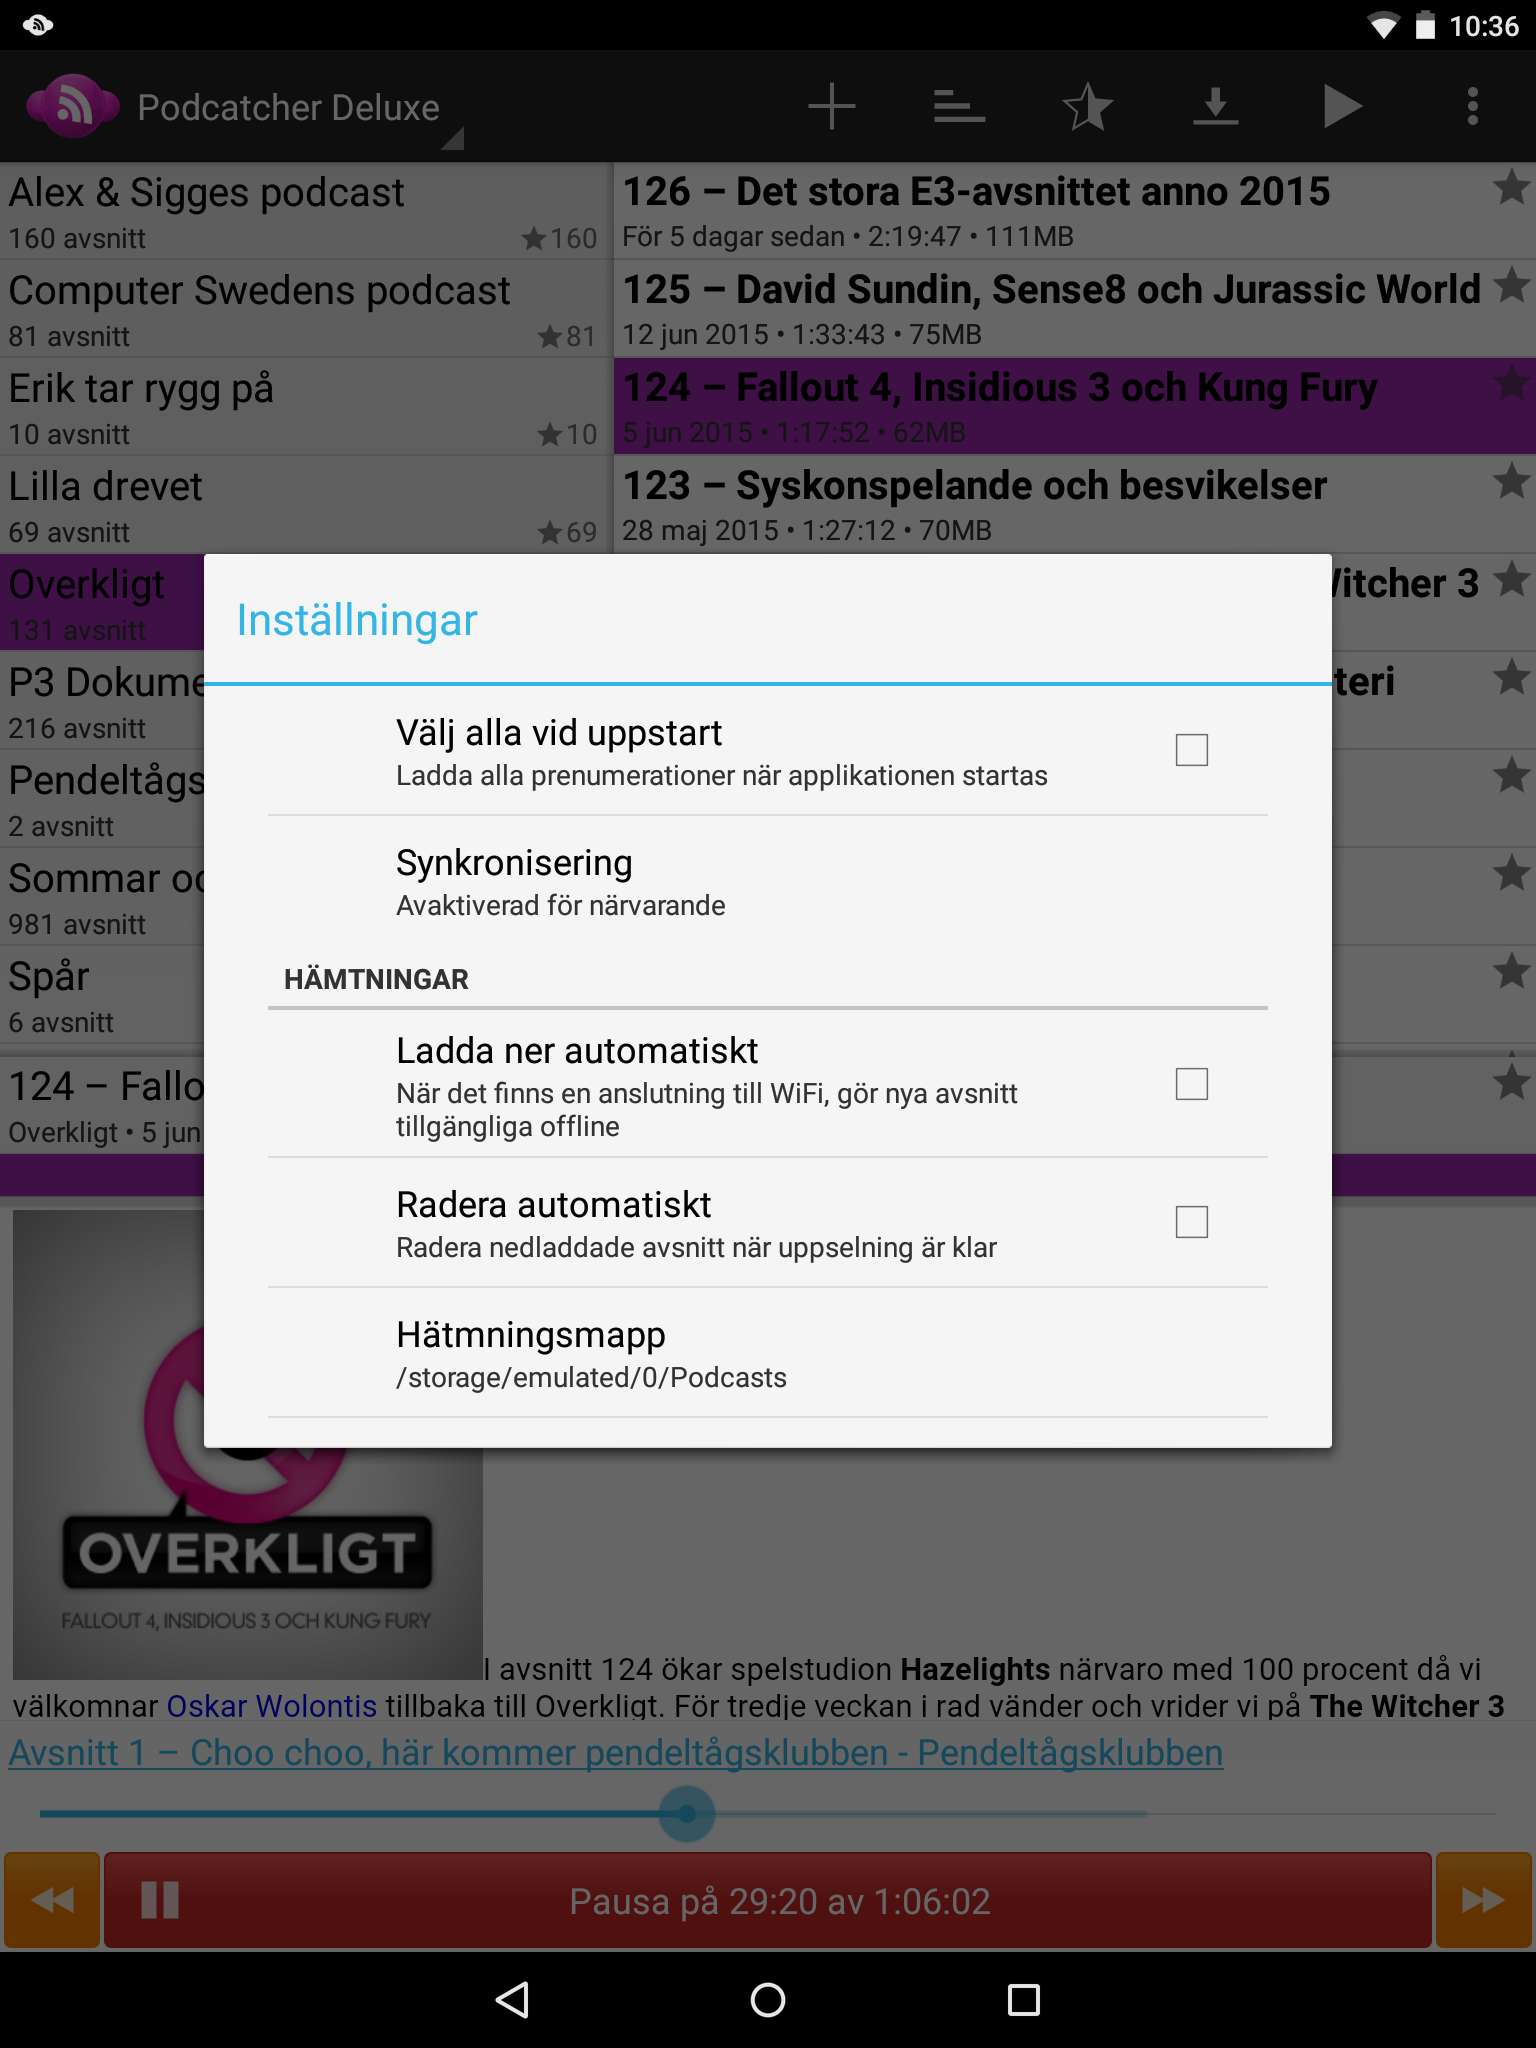 10:36
Podcatcher Deluxe
Alex & Sigges podcast
160 avsnitt
160
Computer Swedens podcast
81 avsnitt
81
Erik tar rygg på
10 avsnitt
10
Lilla drevet
69 avsnitt
69
Overkligt
131 avsnitt
P3 Dokume
216 avsnitt
Pendeltågs
2 avsnitt
Sommar oc
981 avsnitt
Spår
6 avsnitt
126 – Det stora E3-avsnittet anno 2015
För 5 dagar sedan • 2:19:47 • 111MB
125 – David Sundin, Sense8 och Jurassic World
12 jun 2015 • 1:33:43 • 75MB
124 – Fallout 4, Insidious 3 och Kung Fury
5 jun 2015 • 1:17:52 • 62MB
123 – Syskonspelande och besvikelser
28 maj 2015 • 1:27:12 • 70MB
Witcher 3
teri
Inställningar
Välj alla vid uppstart
Ladda alla prenumerationer när applikationen startas
Synkronisering
Avaktiverad för närvarande
HÄMTNINGAR
Ladda ner automatiskt
När det finns en anslutning till WiFi, gör nya avsnitt
tillgängliga offline
Radera automatiskt
Radera nedladdade avsnitt när uppselning är klar
Hätmningsmapp
/storage/emulated/0/Podcasts
124 – Fallo
Overkligt • 5 jun
OVERKLIGT
FALLOUT 4, INSIDIOUS 3 OCH KUNG FURY
I avsnitt 124 ökar spelstudion Hazelights närvaro med 100 procent då vi
välkomnar Oskar Wolontis tillbaka till Overkligt. För tredje veckan i rad vänder och vrider vi på The Witcher 3
Avsnitt 1 – Choo choo, här kommer pendeltågsklubben - Pendeltågsklubben
Pausa på 29:20 av 1:06:02